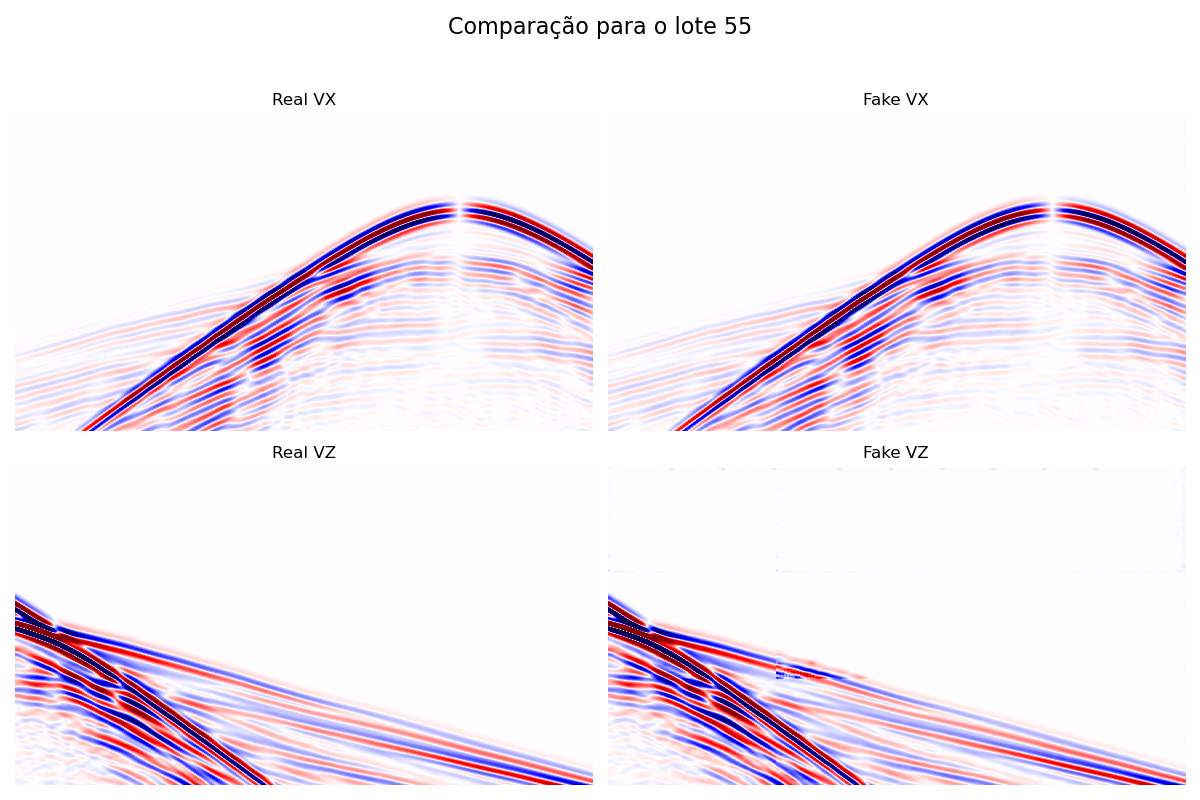 Comparação para o lote 55
Real VX
Fake VX
Real VZ
Fake VZ